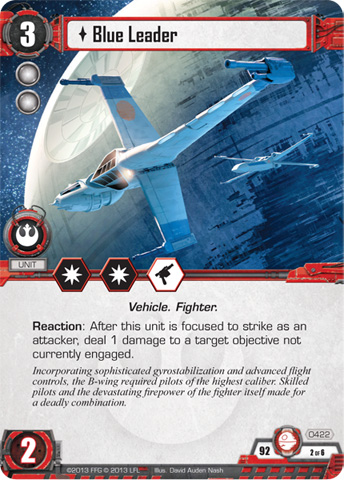 3
Blue Leader
UNIT
Vehicle. Fighter.
Reaction: After this unit is focused to strike as an
attacker, deal 1 damage to a target objective not
currently engaged.
Incorporating sophisticated gyrostabilization and advanced flight
controls, the B-wing required pilots of the highest caliber. Skilled
pilots and the devastating firepower of the fighter itself made for
a deadly combination.
2
0422
92
2 of 6
©2013 FFG © 2013 LFL
Illus. David Auden Nash